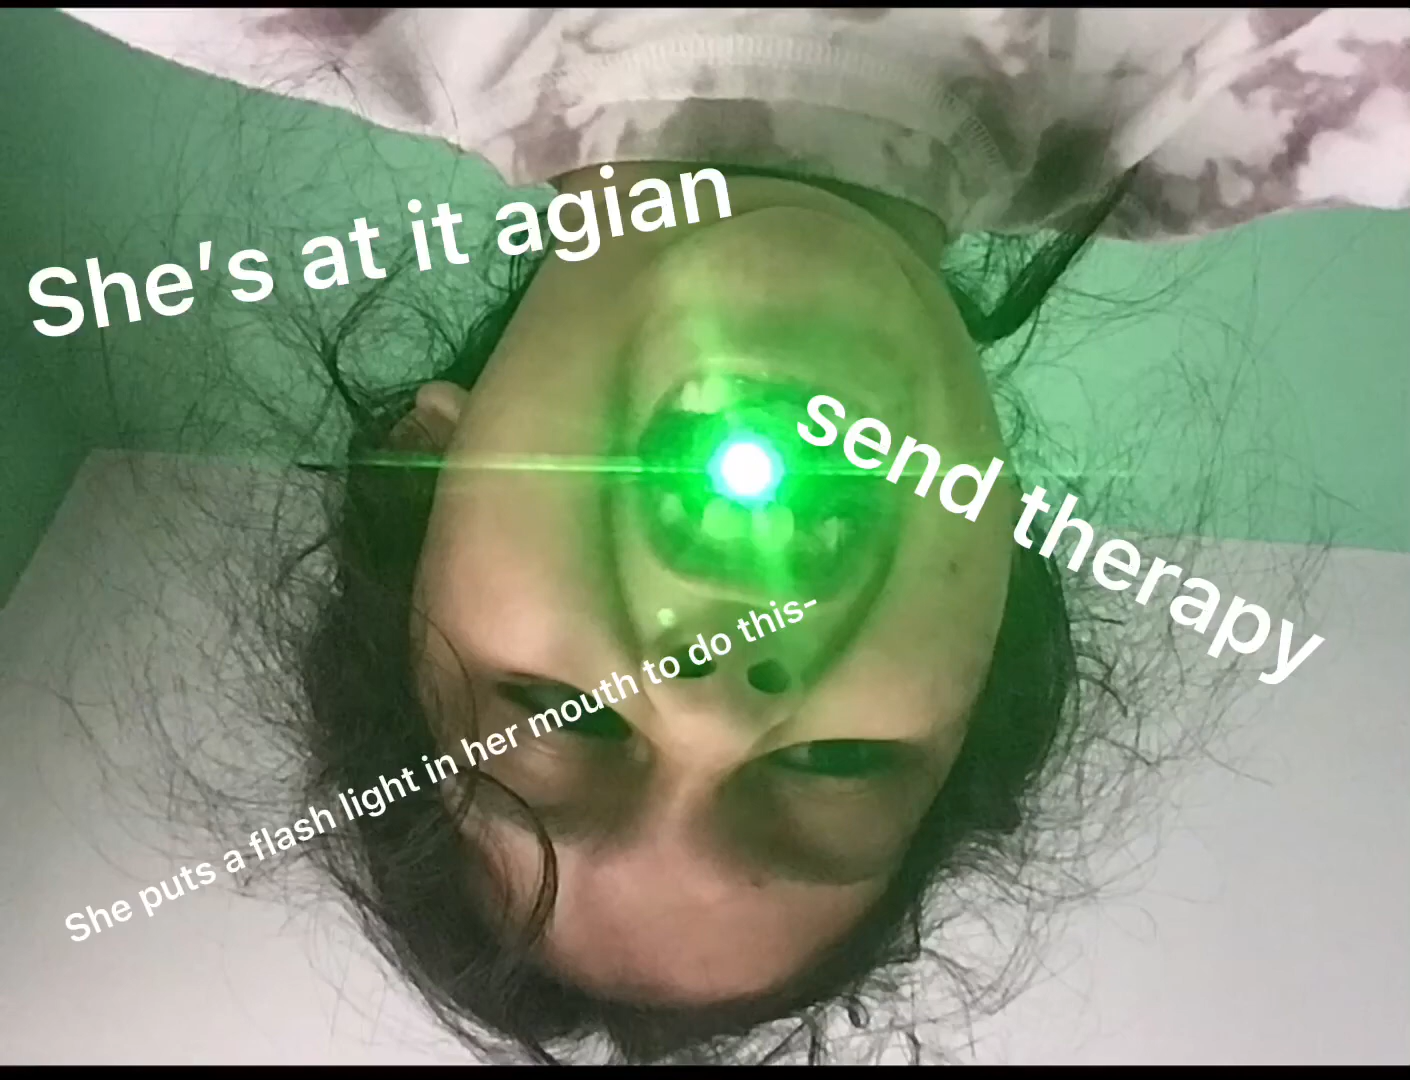 She's at it agian
send therapy
She puts a flash light in her mouth to do this-